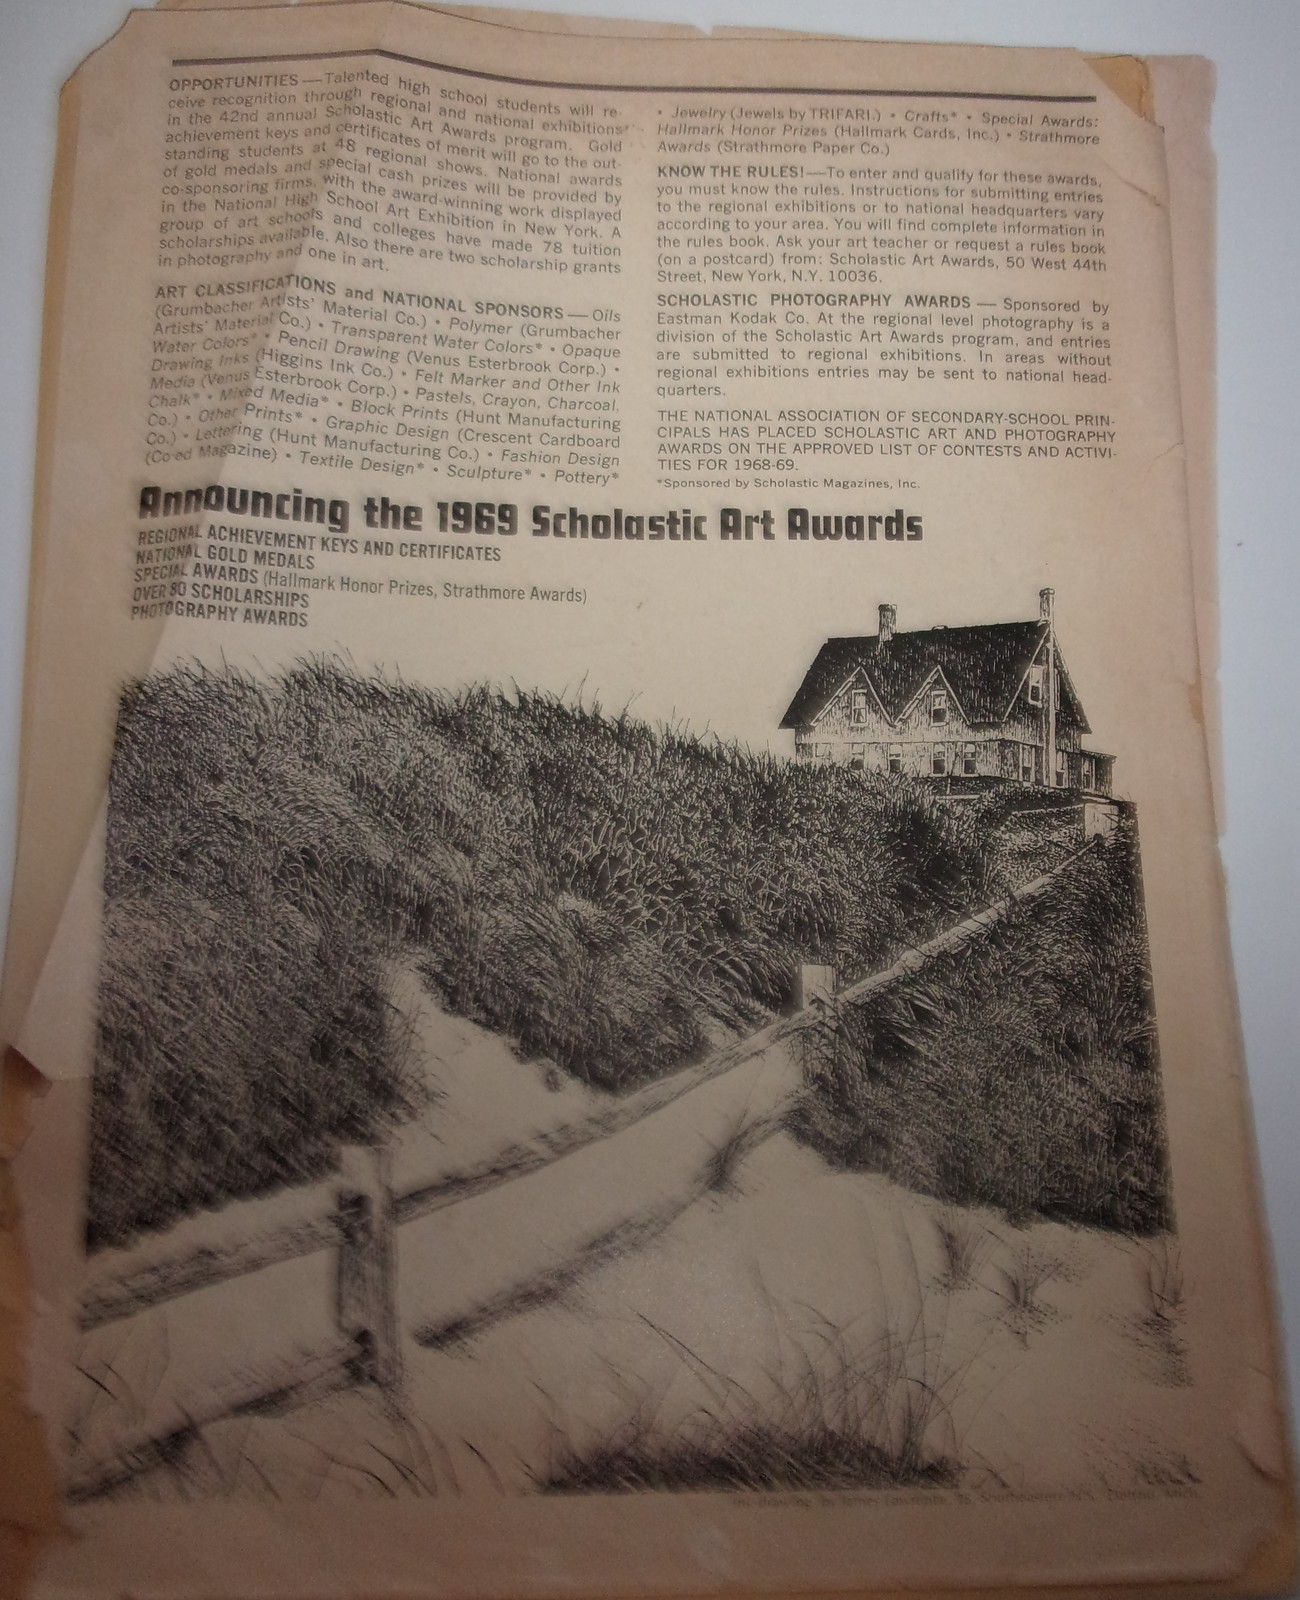 OPPORTUNITIES — Talented high school students will re-
ceive recognition through regional and national exhibitions
in the 42nd annual Scholastic Art Awards program. Gold
achievement keys and certificates of merit will go to the out-
standing students at 48 regional shows. National awards
of gold medals and special cash prizes will be provided by
co-sponsoring firms, with the award-winning work displayed
in the National High School Art Exhibition in New York. A
group of art schools and colleges have made 78 tuition
scholarships available. Also there are two scholarship grants
in photography and one in art.
ART CLASSIFICATIONS and NATIONAL SPONSORS — Oils
(Grumbacher Artists' Material Co.) • Polymer (Grumbacher
Artists' Material Co.) • Transparent Water Colors* • Opaque
Water Colors* • Pencil Drawing (Venus Esterbrook Corp.) •
Drawing Inks (Higgins Ink Co.) • Felt Marker and Other Ink
Media (Venus Esterbrook Corp.) • Pastels, Crayon, Charcoal,
Chalk* • Mixed Media* • Block Prints (Hunt Manufacturing
Co.) • Other Prints* • Graphic Design (Crescent Cardboard
Co.) • Lettering (Hunt Manufacturing Co.) • Fashion Design
(Co-ed Magazine) • Textile Design* • Sculpture* • Pottery*
• Jewelry (Jewels by TRIFARI.) • Crafts* • Special Awards:
Hallmark Honor Prizes (Hallmark Cards, Inc.) • Strathmore
Awards (Strathmore Paper Co.)
KNOW THE RULES!—To enter and qualify for these awards,
you must know the rules. Instructions for submitting entries
to the regional exhibitions or to national headquarters vary
according to your area. You will find complete information in
the rules book. Ask your art teacher or request a rules book
(on a postcard) from: Scholastic Art Awards, 50 West 44th
Street, New York, N.Y. 10036.
SCHOLASTIC PHOTOGRAPHY AWARDS — Sponsored by
Eastman Kodak Co. At the regional level photography is a
division of the Scholastic Art Awards program, and entries
are submitted to regional exhibitions. In areas without
regional exhibitions entries may be sent to national head-
quarters.
THE NATIONAL ASSOCIATION OF SECONDARY-SCHOOL PRIN-
CIPALS HAS PLACED SCHOLASTIC ART AND PHOTOGRAPHY
AWARDS ON THE APPROVED LIST OF CONTESTS AND ACTIVI-
TIES FOR 1968-69.
*Sponsored by Scholastic Magazines, Inc.
Announcing the 1969 Scholastic Art Awards
REGIONAL ACHIEVEMENT KEYS AND CERTIFICATES
NATIONAL GOLD MEDALS
SPECIAL AWARDS (Hallmark Honor Prizes, Strathmore Awards)
OVER 80 SCHOLARSHIPS
PHOTOGRAPHY AWARDS
Ink drawing by James Lawrence, 16, Southeastern H.S., Detroit, Mich.